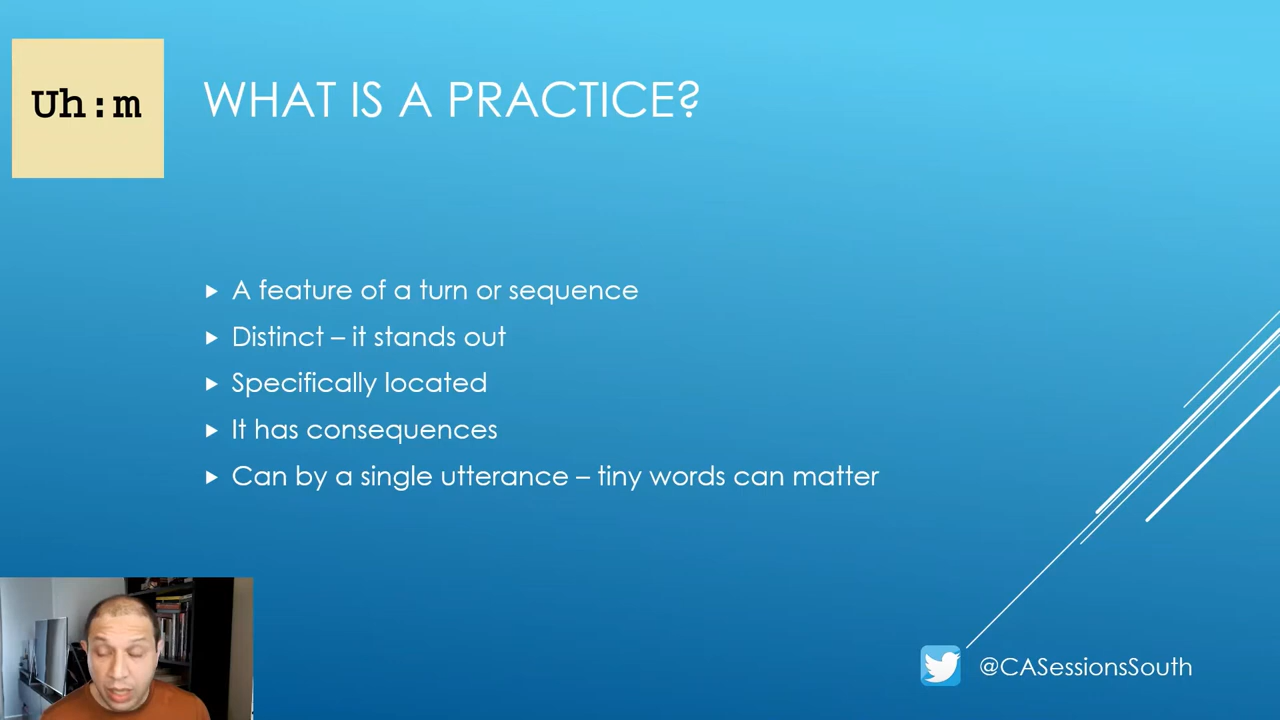 Uh:m
WHAT IS A PRACTICE?
A feature of a turn or sequence
Distinct – it stands out
Specifically located
It has consequences
Can by a single utterance – tiny words can matter
@CASessionsSouth